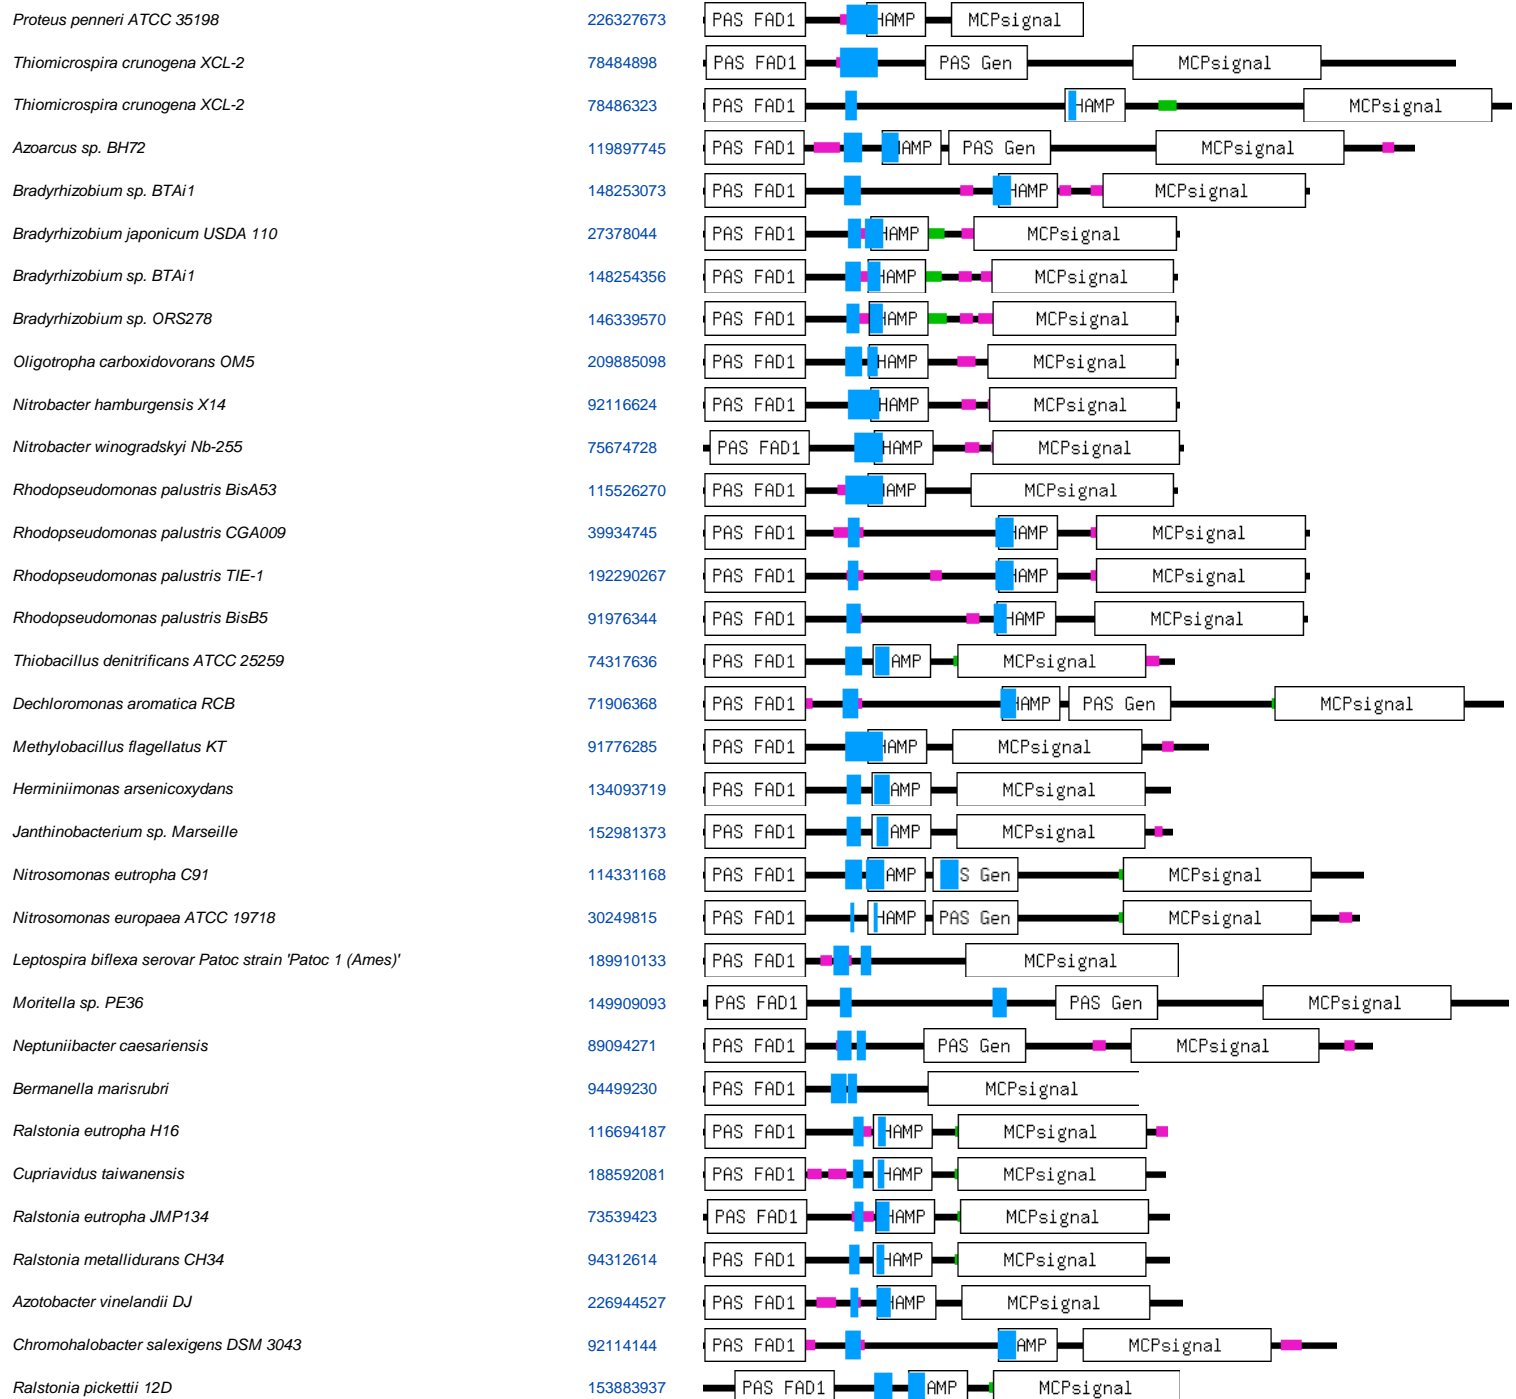 Proteus penneri ATCC 35198 226327673 PAS FAD1 HAMP MCPsignal
Thiomicrospira crunogena XCL-2 78484898 PAS FAD1 PAS Gen MCPsignal
Thiomicrospira crunogena XCL-2 78486323 PAS FAD1 HAMP MCPsignal
Azoarcus sp. BH72 119897745 PAS FAD1 AMP PAS Gen MCPsignal
Bradyrhizobium sp. BTAi1 148253073 PAS FAD1 HAMP MCPsignal
Bradyrhizobium japonicum USDA 110 27378044 PAS FAD1 HAMP MCPsignal
Bradyrhizobium sp. BTAi1 148254356 PAS FAD1 HAMP MCPsignal
Bradyrhizobium sp. ORS278 146339570 PAS FAD1 HAMP MCPsignal
Oligotropha carboxidovorans OM5 209885098 PAS FAD1 HAMP MCPsignal
Nitrobacter hamburgensis X14 92116624 PAS FAD1 HAMP MCPsignal
Nitrobacter winogradskyi Nb-255 75674728 PAS FAD1 HAMP MCPsignal
Rhodopseudomonas palustris BisA53 115526270 PAS FAD1 HAMP MCPsignal
Rhodopseudomonas palustris CGA009 39934745 PAS FAD1 HAMP MCPsignal
Rhodopseudomonas palustris TIE-1 192290267 PAS FAD1 HAMP MCPsignal
Rhodopseudomonas palustris BisB5 91976344 PAS FAD1 HAMP MCPsignal
Thiobacillus denitrificans ATCC 25259 74317636 PAS FAD1 AMP MCPsignal
Dechloromonas aromatica RCB 71906368 PAS FAD1 HAMP PAS Gen MCPsignal
Methylobacillus flagellatus KT 91776285 PAS FAD1 HAMP MCPsignal
Herminiimonas arsenicoxydans 134093719 PAS FAD1 AMP MCPsignal
Janthinobacterium sp. Marseille 152981373 PAS FAD1 AMP MCPsignal
Nitrosomonas eutropha C91 114331168 PAS FAD1 AMP S Gen MCPsignal
Nitrosomonas europaea ATCC 19718 30249815 PAS FAD1 HAMP PAS Gen MCPsignal
Leptospira biflexa serovar Patoc strain 'Patoc 1 (Ames)' 189910133 PAS FAD1 MCPsignal
Moritella sp. PE36 149909093 PAS FAD1 PAS Gen MCPsignal
Neptuniibacter caesariensis 89094271 PAS FAD1 PAS Gen MCPsignal
Bermanella marisrubri 94499230 PAS FAD1 MCPsignal
Ralstonia eutropha H16 116694187 PAS FAD1 HAMP MCPsignal
Cupriavidus taiwanensis 188592081 PAS FAD1 HAMP MCPsignal
Ralstonia eutropha JMP134 73539423 PAS FAD1 HAMP MCPsignal
Ralstonia metallidurans CH34 94312614 PAS FAD1 HAMP MCPsignal
Azotobacter vinelandii DJ 226944527 PAS FAD1 HAMP MCPsignal
Chromohalobacter salexigens DSM 3043 92114144 PAS FAD1 AMP MCPsignal
Ralstonia pickettii 12D 153883937 PAS FAD1 AMP MCPsignal